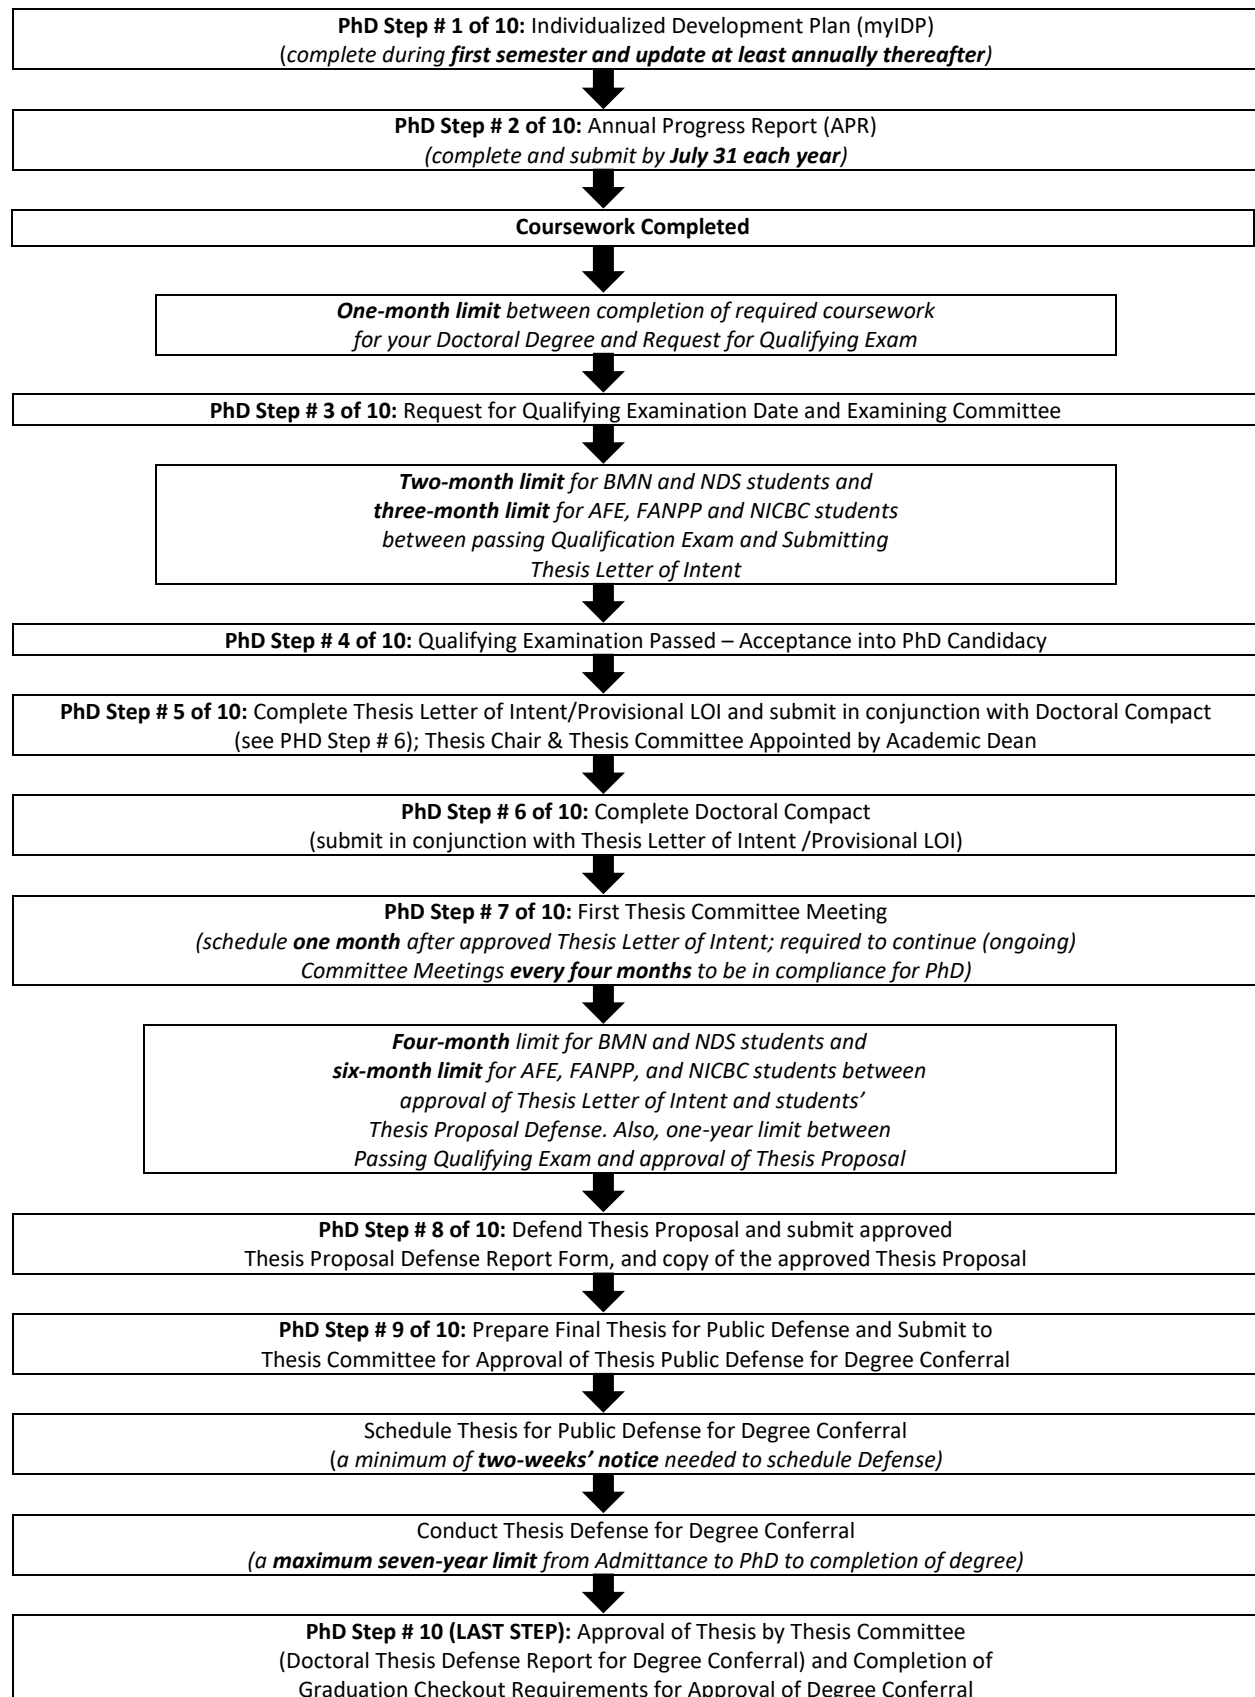 PhD Step # 1 of 10: Individualized Development Plan (myIDP)
(complete during first semester and update at least annually thereafter)
PhD Step # 2 of 10: Annual Progress Report (APR)
(complete and submit by July 31 each year)
Coursework Completed
One-month limit between completion of required coursework
for your Doctoral Degree and Request for Qualifying Exam
PhD Step # 3 of 10: Request for Qualifying Examination Date and Examining Committee
Two-month limit for BMN and NDS students and
three-month limit for AFE, FANPP and NICBC students
between passing Qualification Exam and Submitting
Thesis Letter of Intent
PhD Step # 4 of 10: Qualifying Examination Passed – Acceptance into PhD Candidacy
PhD Step # 5 of 10: Complete Thesis Letter of Intent/Provisional LOI and submit in conjunction with Doctoral Compact
(see PHD Step # 6); Thesis Chair & Thesis Committee Appointed by Academic Dean
PhD Step # 6 of 10: Complete Doctoral Compact
(submit in conjunction with Thesis Letter of Intent /Provisional LOI)
PhD Step # 7 of 10: First Thesis Committee Meeting
(schedule one month after approved Thesis Letter of Intent; required to continue (ongoing)
Committee Meetings every four months to be in compliance for PhD)
Four-month limit for BMN and NDS students and
six-month limit for AFE, FANPP, and NICBC students between
approval of Thesis Letter of Intent and students’
Thesis Proposal Defense. Also, one-year limit between
Passing Qualifying Exam and approval of Thesis Proposal
PhD Step # 8 of 10: Defend Thesis Proposal and submit approved
Thesis Proposal Defense Report Form, and copy of the approved Thesis Proposal
PhD Step # 9 of 10: Prepare Final Thesis for Public Defense and Submit to
Thesis Committee for Approval of Thesis Public Defense for Degree Conferral
Schedule Thesis for Public Defense for Degree Conferral
(a minimum of two-weeks’ notice needed to schedule Defense)
Conduct Thesis Defense for Degree Conferral
(a maximum seven-year limit from Admittance to PhD to completion of degree)
PhD Step # 10 (LAST STEP): Approval of Thesis by Thesis Committee
(Doctoral Thesis Defense Report for Degree Conferral) and Completion of
Graduation Checkout Requirements for Approval of Degree Conferral